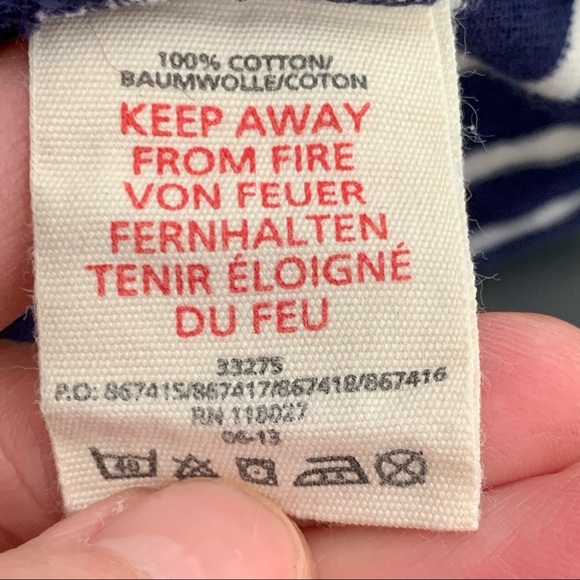 100% COTTON/
BAUMWOLLE/COTON
KEEP AWAY
FROM FIRE
VON FEUER
FERNHALTEN
TENIR ÉLOIGNÉ
DU FEU
33275
P.O: 867415/867417/867418/867416
RN 118027
06-13
40